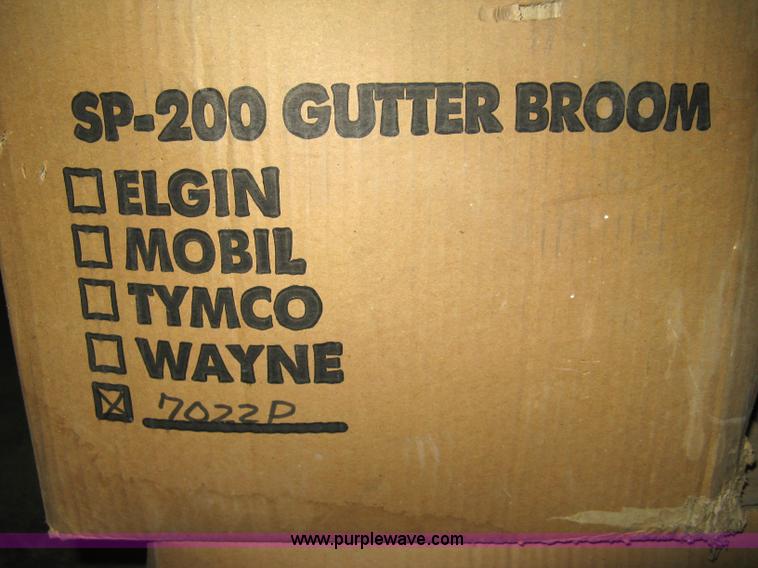 SP-200 GUTTER BROOM
ELGIN
MOBIL
TYMCO
WAYNE
7022P
www.purplewave.com